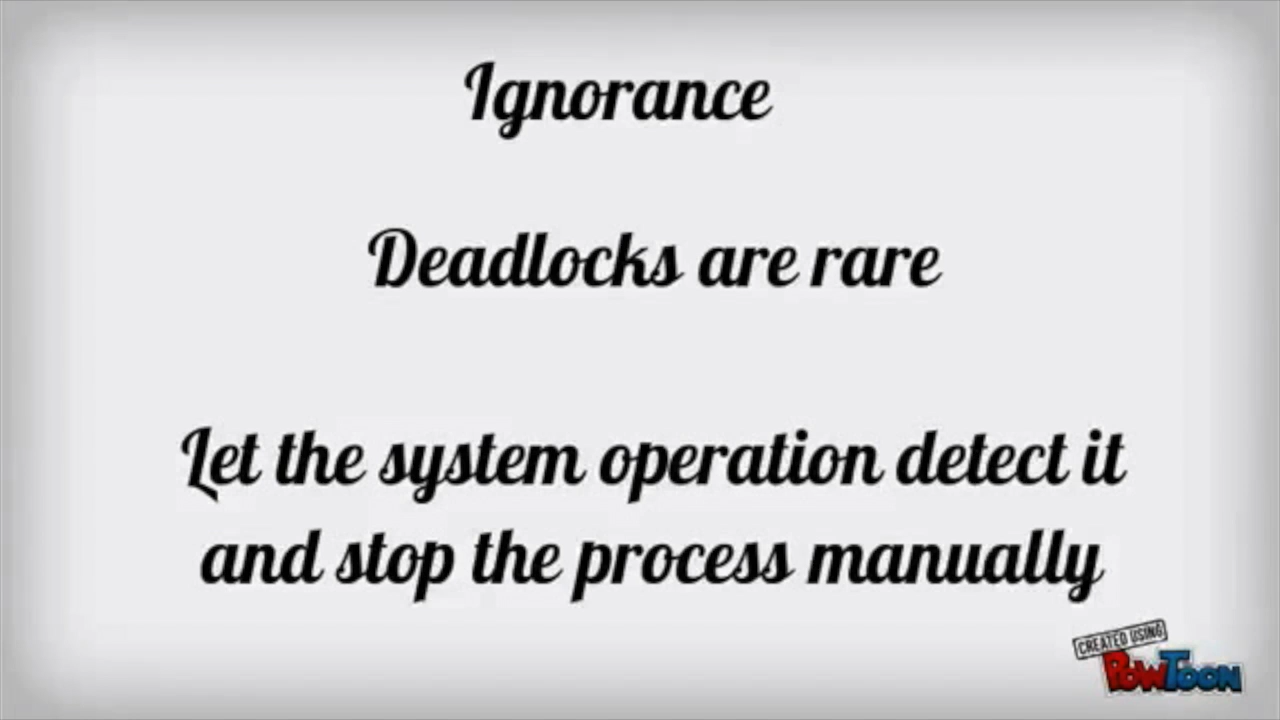 Ignorance
Deadlocks are rare
Let the system operation detect it
and stop the process manually
CREATED USING
POWTOON